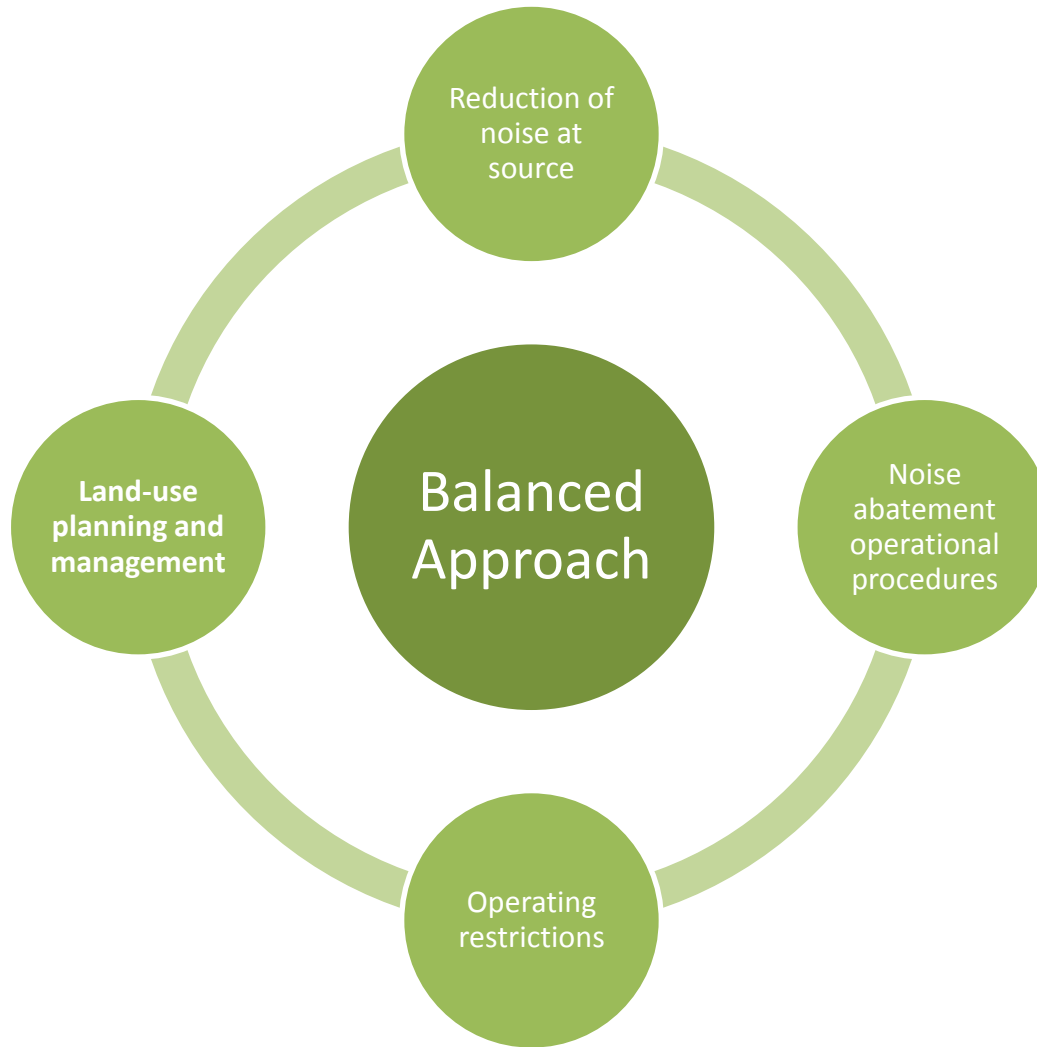 Reduction of
noise at
source
Land-use
planning and
management
Balanced
Approach
Noise
abatement
operational
procedures
Operating
restrictions